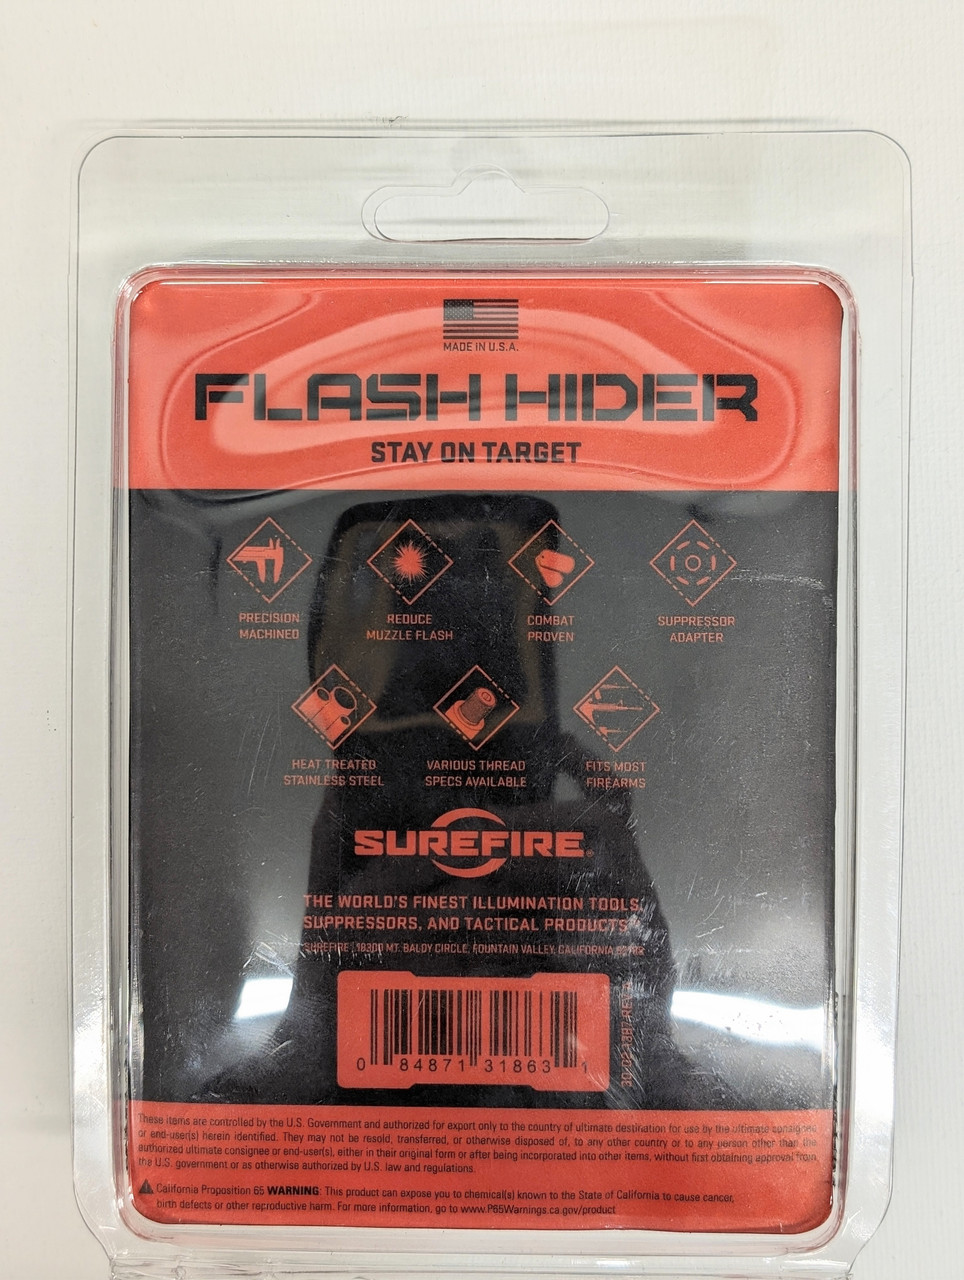 MADE IN U.S.A.
FLASH HIDER
STAY ON TARGET
PRECISION
MACHINED
REDUCE
MUZZLE FLASH
COMBAT
PROVEN
SUPPRESSOR
ADAPTER
HEAT TREATED
STAINLESS STEEL
VARIOUS THREAD
SPECS AVAILABLE
FITS MOST
FIREARMS
SUREFIRE®
THE WORLD'S FINEST ILLUMINATION TOOLS,
SUPPRESSORS, AND TACTICAL PRODUCTS™
SUREFIRE, 18300 MT. BALDY CIRCLE, FOUNTAIN VALLEY, CALIFORNIA
0 84871 31863 1
These items are controlled by the U.S. Government and authorized for export only to the country of ultimate destination for use by the ultimate consignee
or end-user(s) herein identified. They may not be resold, transferred, or otherwise disposed of, to any other country or to any person other than the
authorized ultimate consignee or end-user(s), either in their original form or after being incorporated into other items, without first obtaining approval from
the U.S. government or as otherwise authorized by U.S. law and regulations.
California Proposition 65 WARNING: This product can expose you to chemical(s) known to the State of California to cause cancer,
birth defects or other reproductive harm. For more information, go to www.P65Warnings.ca.gov/product